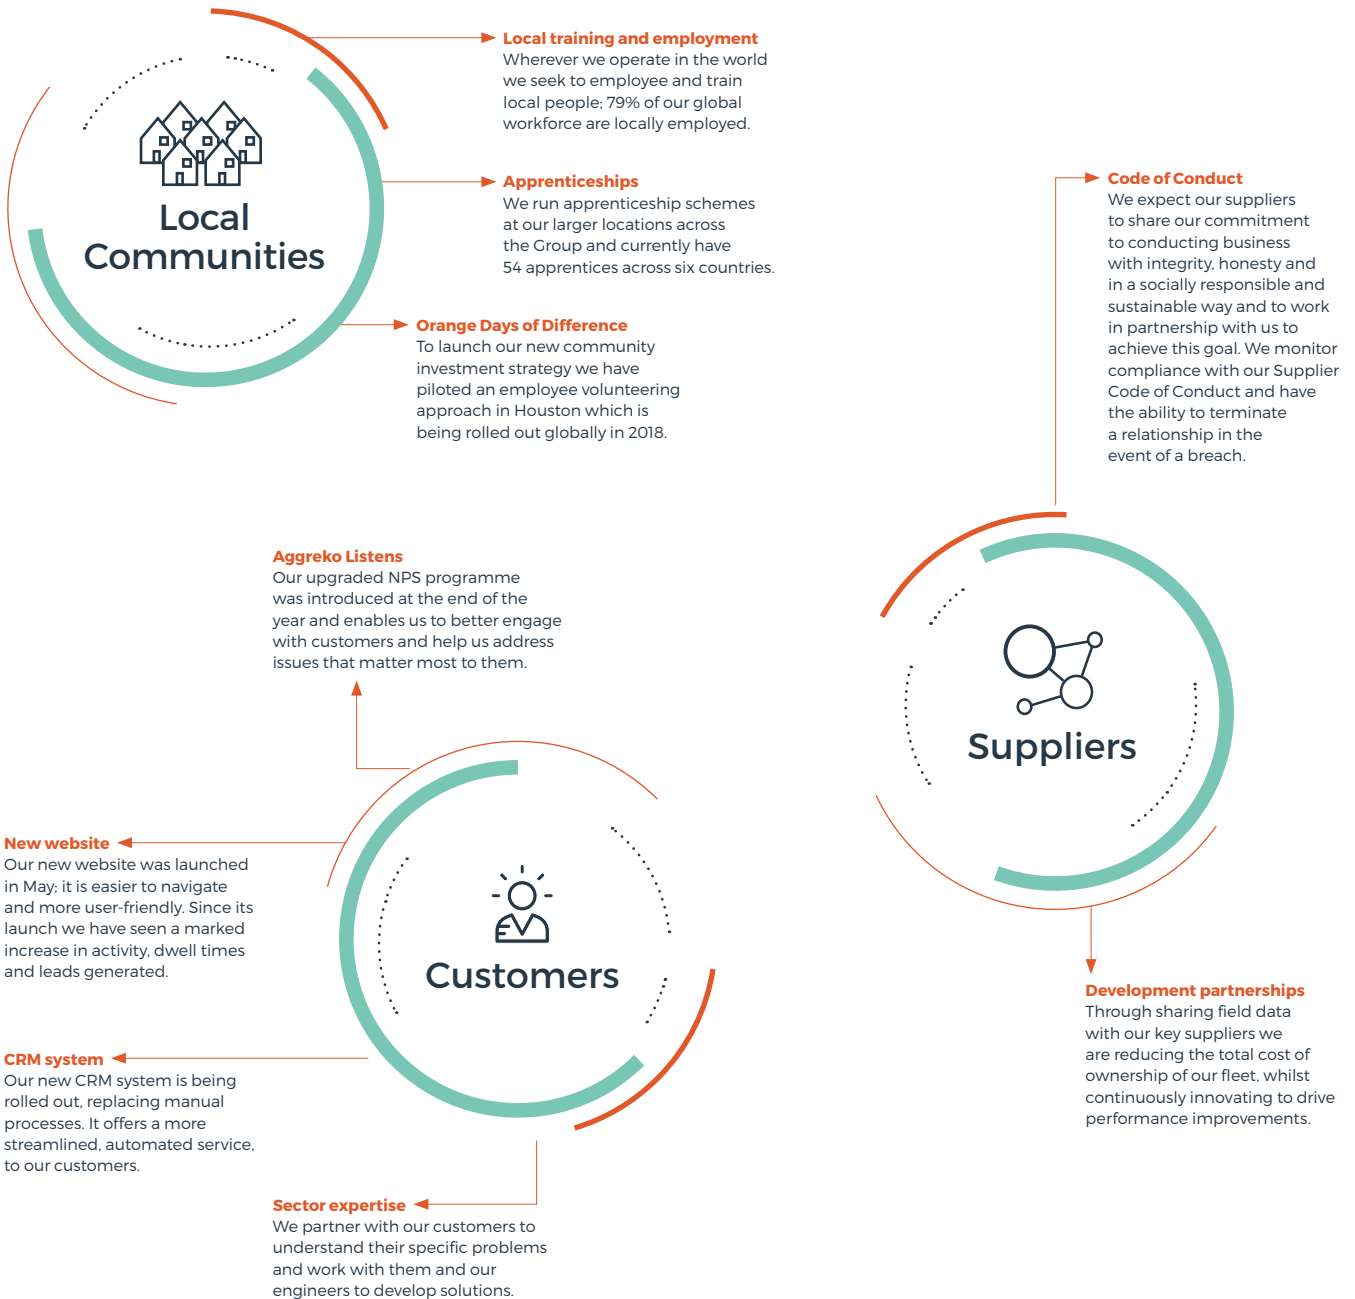 Local
Communities
Local training and employment
Wherever we operate in the world
we seek to employee and train
local people; 79% of our global
workforce are locally employed.
Apprenticeships
We run apprenticeship schemes
at our larger locations across
the Group and currently have
54 apprentices across six countries.
Orange Days of Difference
To launch our new community
investment strategy we have
piloted an employee volunteering
approach in Houston which is
being rolled out globally in 2018.
Code of Conduct
We expect our suppliers
to share our commitment
to conducting business
with integrity, honesty and
in a socially responsible and
sustainable way and to work
in partnership with us to
achieve this goal. We monitor
compliance with our Supplier
Code of Conduct and have
the ability to terminate
a relationship in the
event of a breach.
Suppliers
Development partnerships
Through sharing field data
with our key suppliers we
are reducing the total cost of
ownership of our fleet, whilst
continuously innovating to drive
performance improvements.
Aggreko Listens
Our upgraded NPS programme
was introduced at the end of the
year and enables us to better engage
with customers and help us address
issues that matter most to them.
New website
Our new website was launched
in May; it is easier to navigate
and more user-friendly. Since its
launch we have seen a marked
increase in activity, dwell times
and leads generated.
Customers
CRM system
Our new CRM system is being
rolled out, replacing manual
processes. It offers a more
streamlined, automated service,
to our customers.
Sector expertise
We partner with our customers to
understand their specific problems
and work with them and our
engineers to develop solutions.